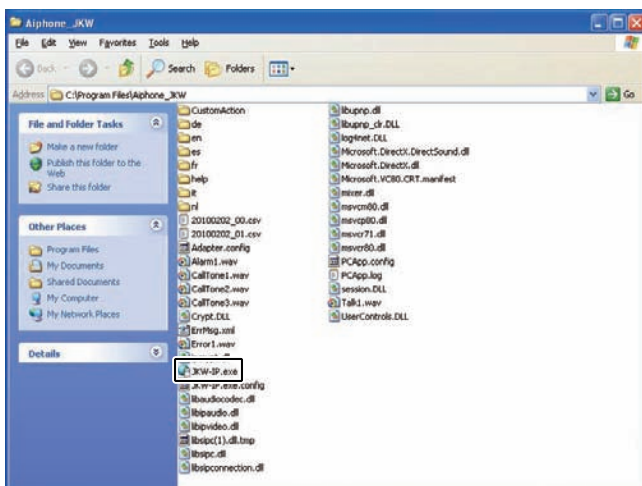 Aiphone_JKW
File Edit View Favorites Tools Help
Back Search Folders
Address C:\Program Files\Aiphone_JKW Go
File and Folder Tasks
Make a new folder
Publish this folder to the
Web
Share this folder
Other Places
Program Files
My Documents
Shared Documents
My Computer
My Network Places
Details
CustomAction
de
en
es
fr
help
it
nl
20100202_00.csv
20100202_01.csv
Adapter.config
Alarm1.wav
CallTone1.wav
CallTone2.wav
CallTone3.wav
Crypt.DLL
ErrMsg.xml
Error1.wav
JKW-IP.exe
JKW-IP.exe.config
libaudiocodec.dll
libipaudio.dll
libipvideo.dll
libsipc(1).dll.tmp
libsipc.dll
libsipconnection.dll
libupnp.dll
libupnp_clr.DLL
log4net.DLL
Microsoft.DirectX.DirectSound.dll
Microsoft.DirectX.dll
Microsoft.VC80.CRT.manifest
mixer.dll
msvcm80.dll
msvcp80.dll
msvcr71.dll
msvcr80.dll
PCApp.config
PCApp.log
session.DLL
Talk1.wav
UserControls.DLL